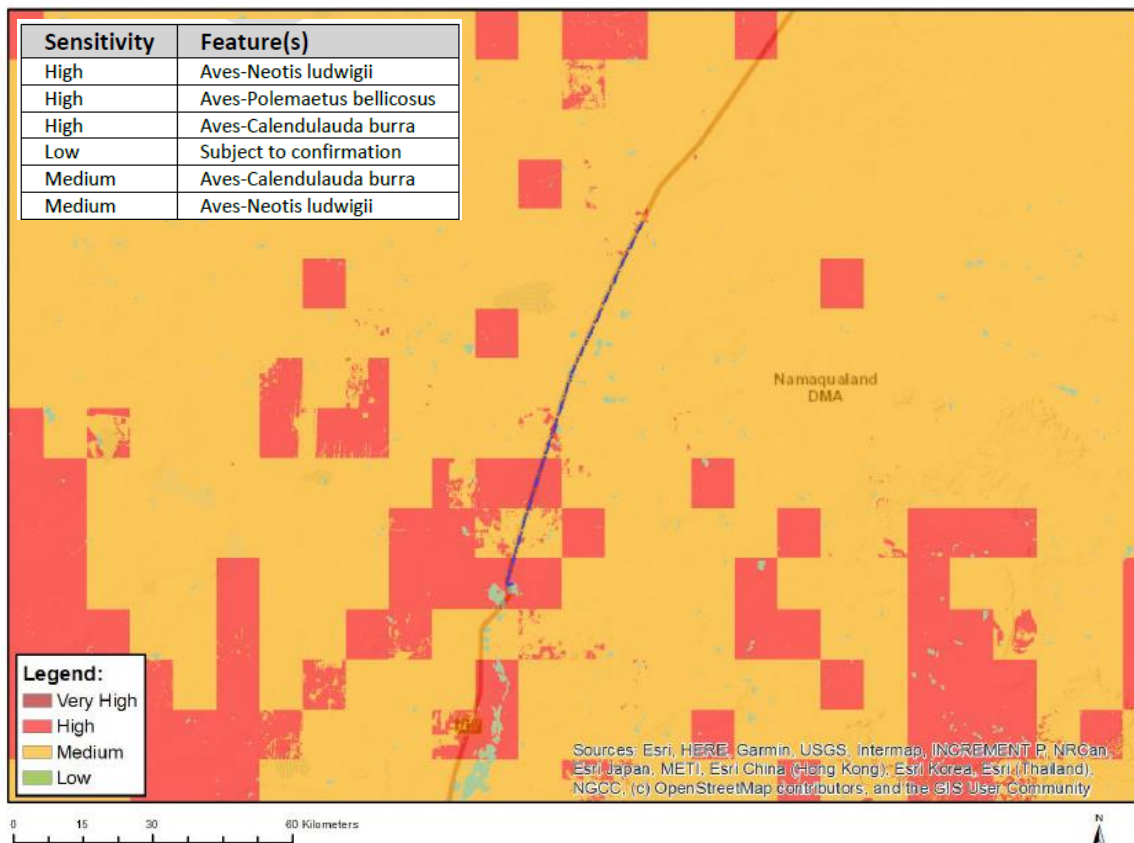 Sensitivity Feature(s)
High Aves-Neotis ludwigii
High Aves-Polemaetus bellicosus
High Aves-Calendulauda burra
Low Subject to confirmation
Medium Aves-Calendulauda burra
Medium Aves-Neotis ludwigii
Namaqualand
DMA
Legend:
Very High
High
Medium
Low
Sources: Esri, HERE, Garmin, USGS, Intermap, INCREMENT P, NRCan,
Esri Japan, METI, Esri China (Hong Kong), Esri Korea, Esri (Thailand),
NGCC, (c) OpenStreetMap contributors, and the GIS User Community
0 15 30 60 Kilometers
N